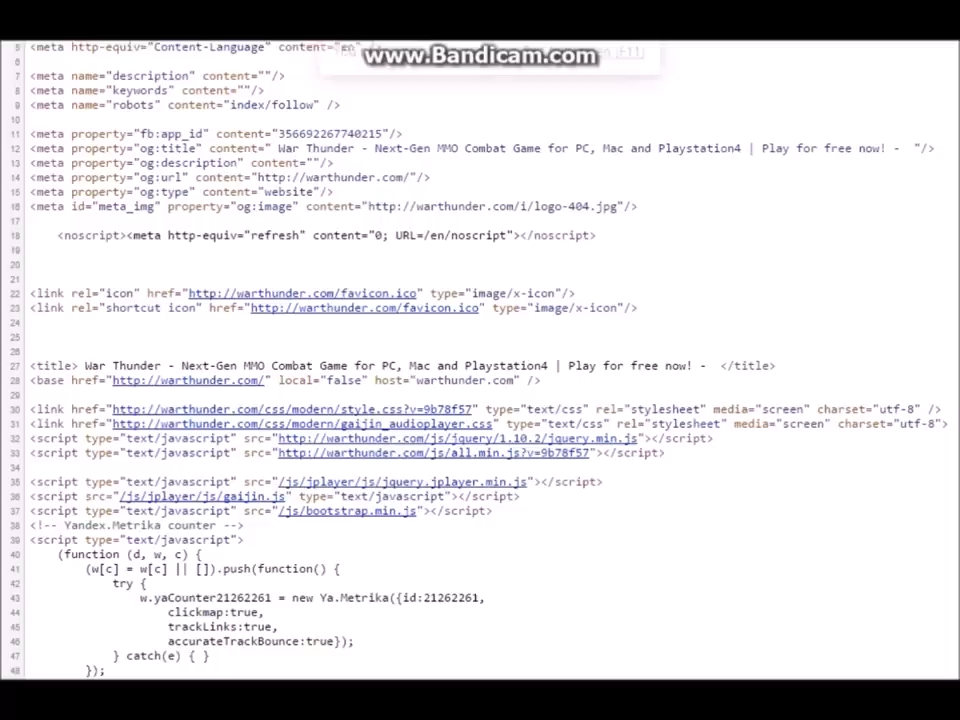 www.Bandicam.com
5 <meta http-equiv="Content-Language" content="en"
6
7 <meta name="description" content=""/>
8 <meta name="keywords" content=""/>
9 <meta name="robots" content="index/follow" />
10
11 <meta property="fb:app_id" content="356692267740215"/>
12 <meta property="og:title" content=" War Thunder - Next-Gen MMO Combat Game for PC, Mac and Playstation4 | Play for free now! -  "/>
13 <meta property="og:description" content=""/>
14 <meta property="og:url" content="http://warthunder.com/"/>
15 <meta property="og:type" content="website"/>
16 <meta id="meta_img" property="og:image" content="http://warthunder.com/i/logo-404.jpg"/>
17
18 <noscript><meta http-equiv="refresh" content="0; URL=/en/noscript"></noscript>
19
20
21
22 <link rel="icon" href="http://warthunder.com/favicon.ico" type="image/x-icon"/>
23 <link rel="shortcut icon" href="http://warthunder.com/favicon.ico" type="image/x-icon"/>
24
25
26
27 <title> War Thunder - Next-Gen MMO Combat Game for PC, Mac and Playstation4 | Play for free now! -  </title>
28 <base href="http://warthunder.com/" local="false" host="warthunder.com" />
29
30 <link href="http://warthunder.com/css/modern/style.css?v=9b78f57" type="text/css" rel="stylesheet" media="screen" charset="utf-8" />
31 <link href="http://warthunder.com/css/modern/gaijin_audioplayer.css" type="text/css" rel="stylesheet" media="screen" charset="utf-8">
32 <script type="text/javascript" src="http://warthunder.com/js/jquery/1.10.2/jquery.min.js"></script>
33 <script type="text/javascript" src="http://warthunder.com/js/all.min.js?v=9b78f57"></script>
34
35 <script type="text/javascript" src="/js/jplayer/js/jquery.jplayer.min.js"></script>
36 <script src="/js/jplayer/js/gaijin.js" type="text/javascript"></script>
37 <script type="text/javascript" src="/js/bootstrap.min.js"></script>
38 <!-- Yandex.Metrika counter -->
39 <script type="text/javascript">
40 (function (d, w, c) {
41 (w[c] = w[c] || []).push(function() {
42 try {
43 w.yaCounter21262261 = new Ya.Metrika({id:21262261,
44 clickmap:true,
45 trackLinks:true,
46 accurateTrackBounce:true});
47 } catch(e) { }
48 });